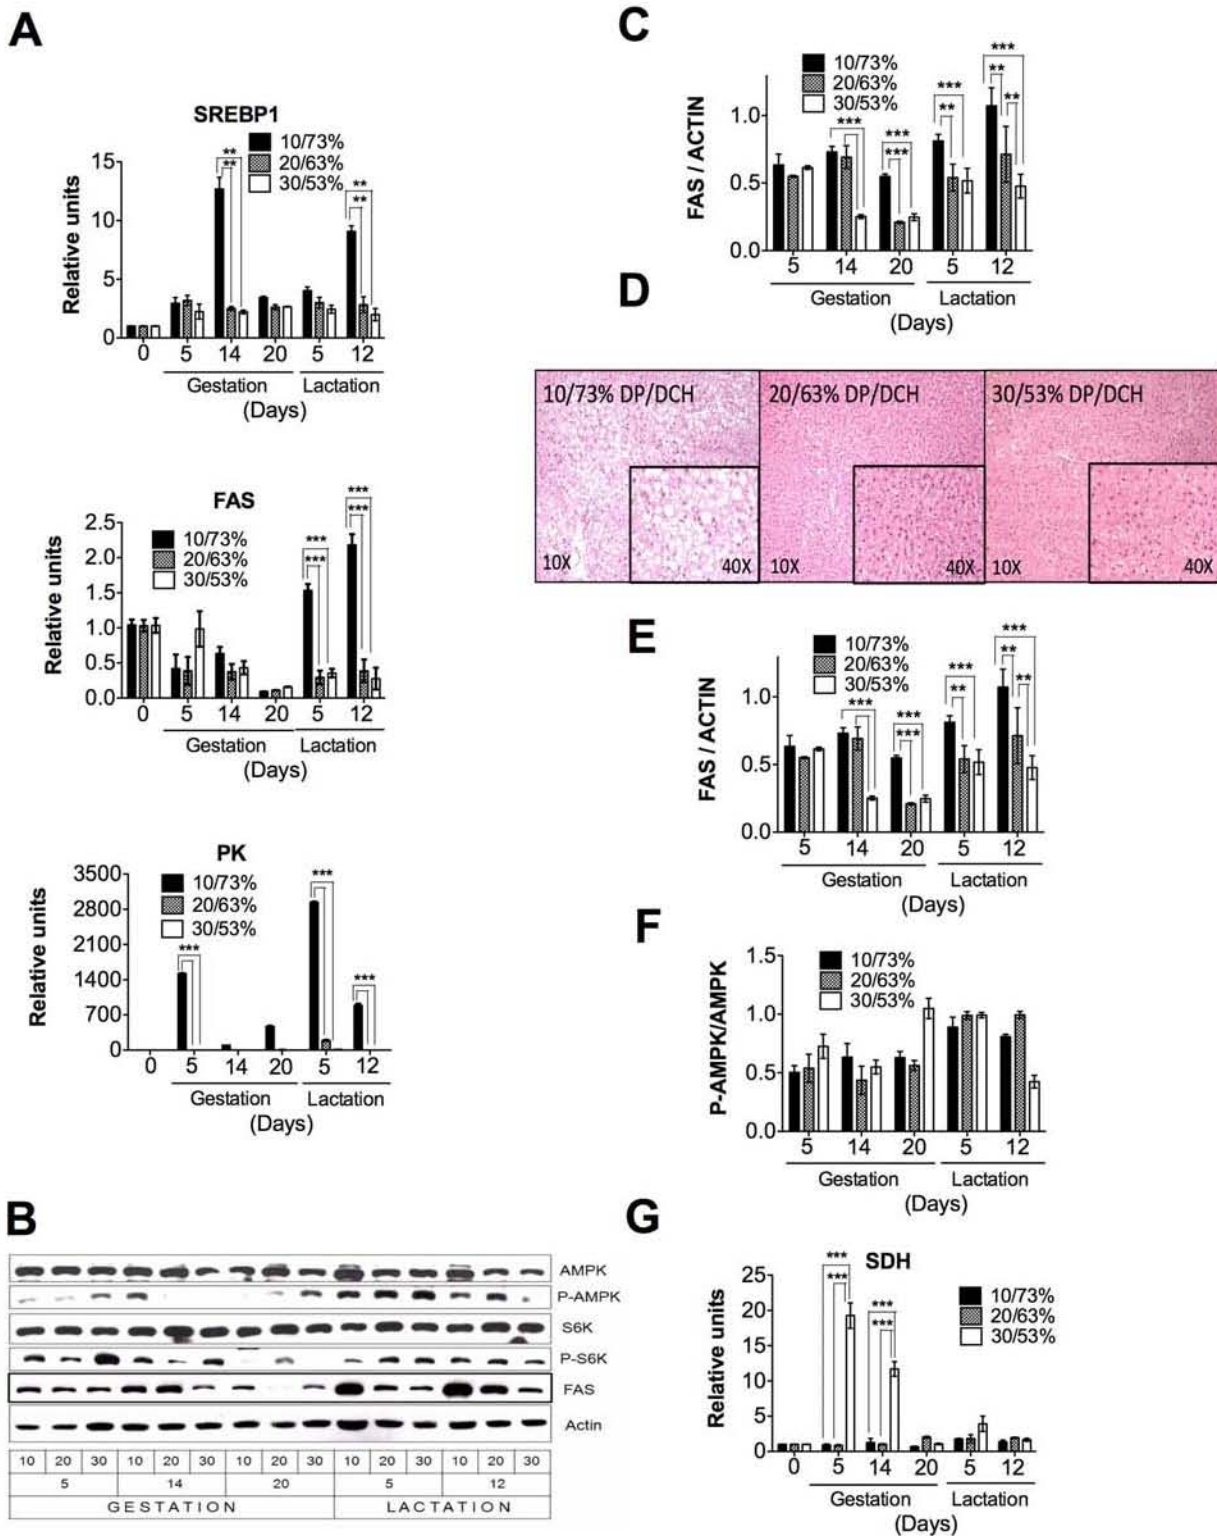 A
SREBP1
10/73%
20/63%
30/53%
Relative units
15
10
5
0
**
**
**
**
0 5 14 20 5 12
Gestation Lactation
(Days)
FAS
10/73%
20/63%
30/53%
Relative units
2.5
2.0
1.5
1.0
0.5
0.0
***
***
***
***
0 5 14 20 5 12
Gestation Lactation
(Days)
PK
10/73%
20/63%
30/53%
Relative units
3500
2800
2100
1400
700
0
***
***
***
0 5 14 20 5 12
Gestation Lactation
(Days)
B
AMPK
P-AMPK
S6K
P-S6K
FAS
Actin
10 20 30 10 20 30 10 20 30 10 20 30 10 20 30
5 14 20 5 12
GESTATION LACTATION
C
10/73%
20/63%
30/53%
FAS / ACTIN
1.0
0.5
0.0
***
***
***
***
**
***
**
**
5 14 20 5 12
Gestation Lactation
(Days)
D
10/73% DP/DCH 20/63% DP/DCH 30/53% DP/DCH
10X 40X 10X 40X 10X 40X
E
10/73%
20/63%
30/53%
FAS / ACTIN
1.0
0.5
0.0
***
***
***
***
**
***
**
**
5 14 20 5 12
Gestation Lactation
(Days)
F
10/73%
20/63%
30/53%
P-AMPK/AMPK
1.5
1.0
0.5
0.0
5 14 20 5 12
Gestation Lactation
(Days)
G
SDH
10/73%
20/63%
30/53%
Relative units
25
20
15
10
5
0
***
***
***
***
0 5 14 20 5 12
Gestation Lactation
(Days)